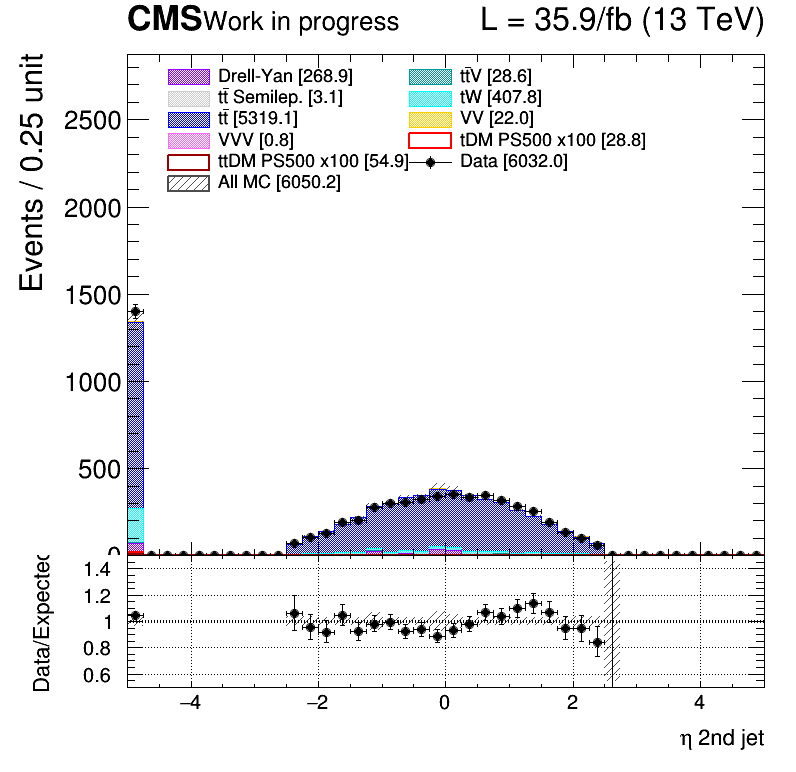 CMS Work in progress L = 35.9/fb (13 TeV)
Drell-Yan [268.9] tt̄V [28.6]
tt̄ Semilep. [3.1] tW [407.8]
tt̄ [5319.1] VV [22.0]
VVV [0.8] tDM PS500 x100 [28.8]
ttDM PS500 x100 [54.9] Data [6032.0]
All MC [6050.2]
Events / 0.25 unit
2500
2000
1500
1000
500
0
Data/Expected
1.4
1.2
1
0.8
0.6
−4 −2 0 2 4
η 2nd jet